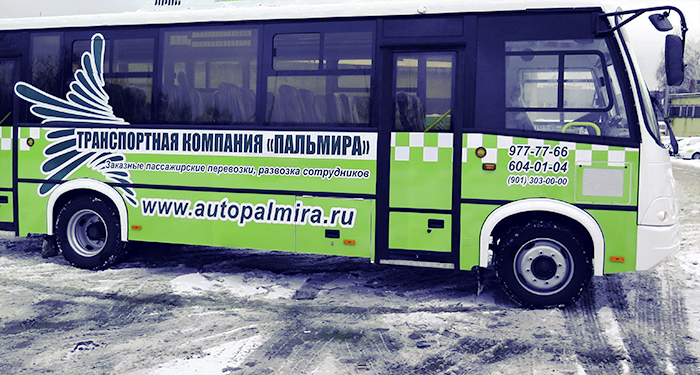 ТРАНСПОРТНАЯ КОМПАНИЯ «ПАЛЬМИРА»
Заказные пассажирские перевозки, развозка сотрудников
www.autopalmira.ru
977-77-66
604-01-04
(901) 303-00-00